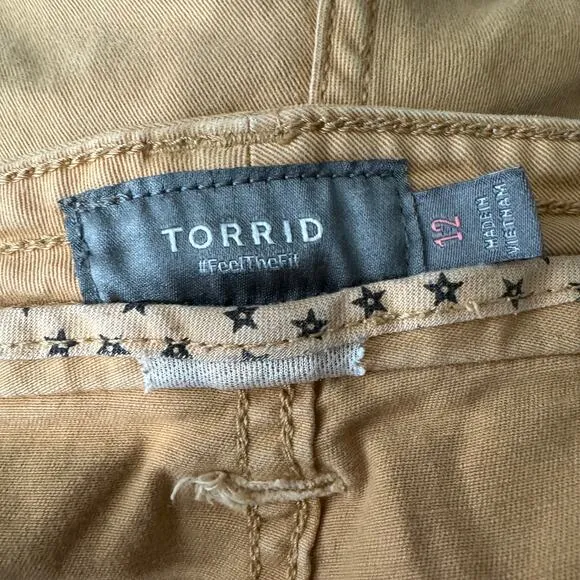 TORRID
#FeelTheFit
12
MADE IN
VIETNAM